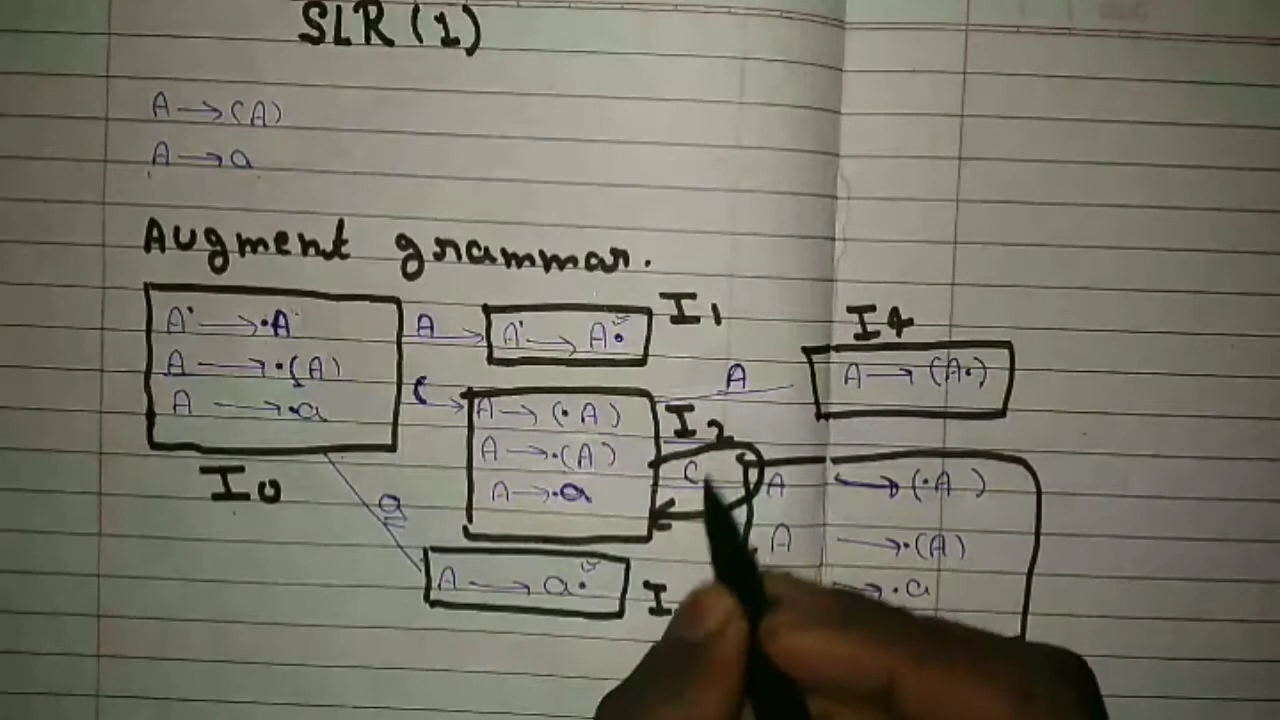 SLR (1)
A → (A)
A → a
Augment grammar.
A' → •A
A → •(A)
A → •a
I0
A
A' → A•
I1
(
A → (• A)
A → •(A)
A → •a
I2
A
A → (A•)
I4
(
A → (•A)
A → •(A)
→ •a
a
A → a•
I